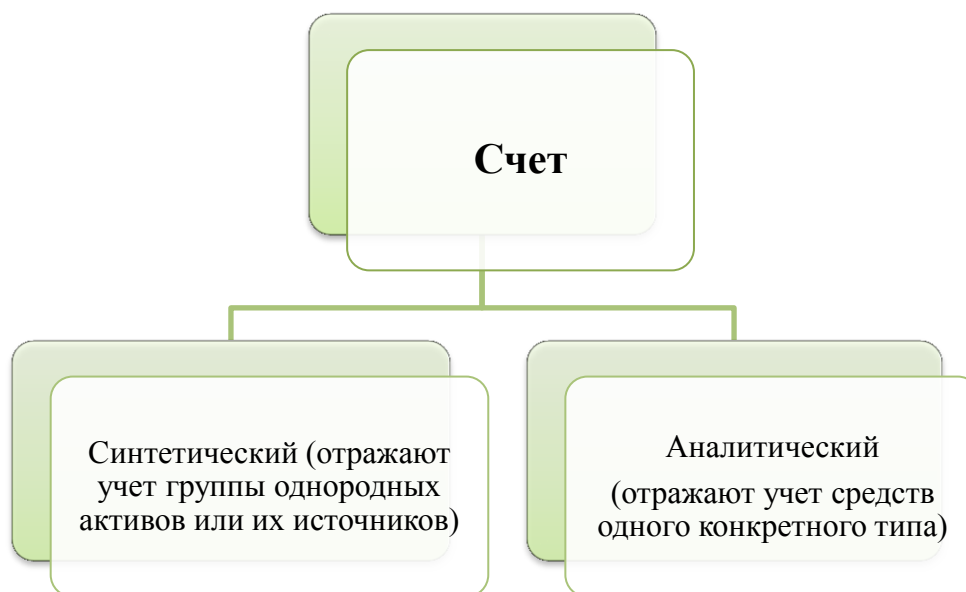 Счет
Синтетический (отражают
учет группы однородных
активов или их источников)
Аналитический
(отражают учет средств
одного конкретного типа)